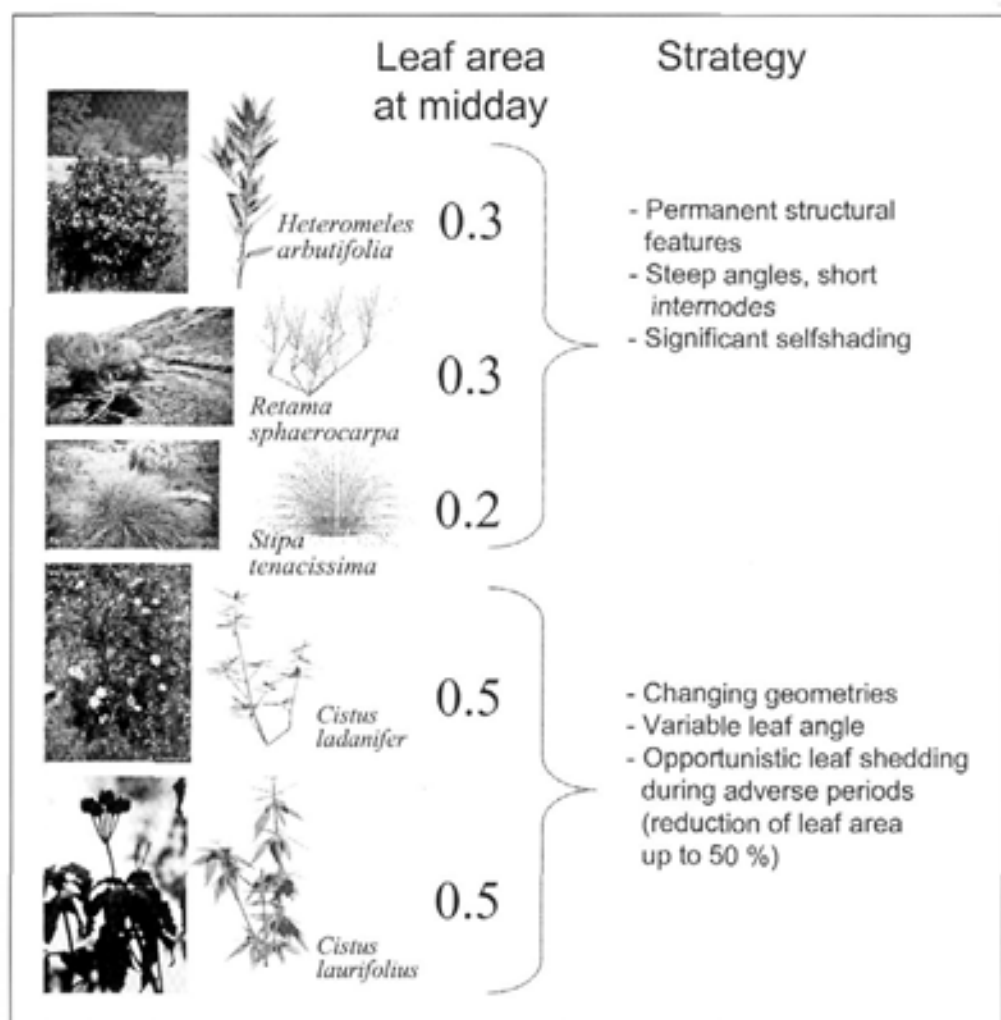 Leaf area
at midday
Strategy
Heteromeles
arbutifolia
0.3
Retama
sphaerocarpa
0.3
Stipa
tenacissima
0.2
- Permanent structural
features
- Steep angles, short
internodes
- Significant selfshading
Cistus
ladanifer
0.5
Cistus
laurifolius
0.5
- Changing geometries
- Variable leaf angle
- Opportunistic leaf shedding
during adverse periods
(reduction of leaf area
up to 50 %)